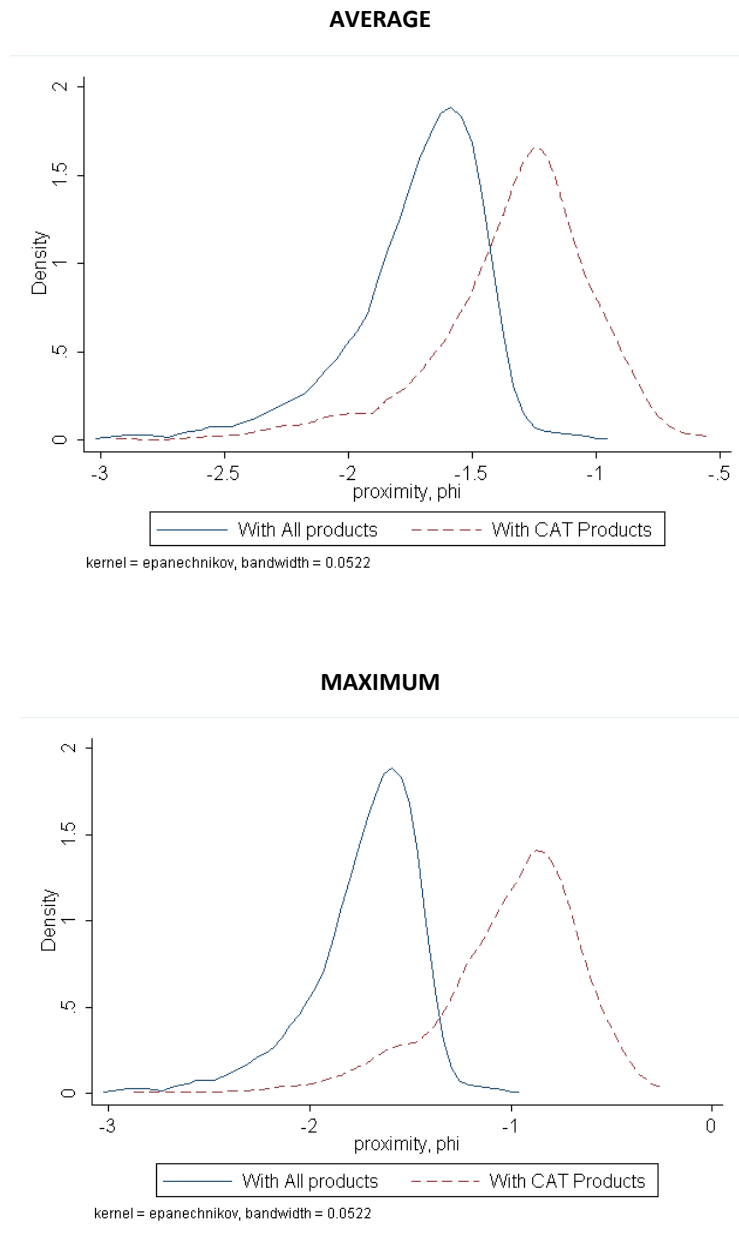 AVERAGE
2
1.5
1
.5
0
Density
-3 -2.5 -2 -1.5 -1 -.5
proximity, phi
With All products With CAT Products
kernel = epanechnikov, bandwidth = 0.0522
MAXIMUM
2
1.5
1
.5
0
Density
-3 -2 -1 0
proximity, phi
With All products With CAT Products
kernel = epanechnikov, bandwidth = 0.0522